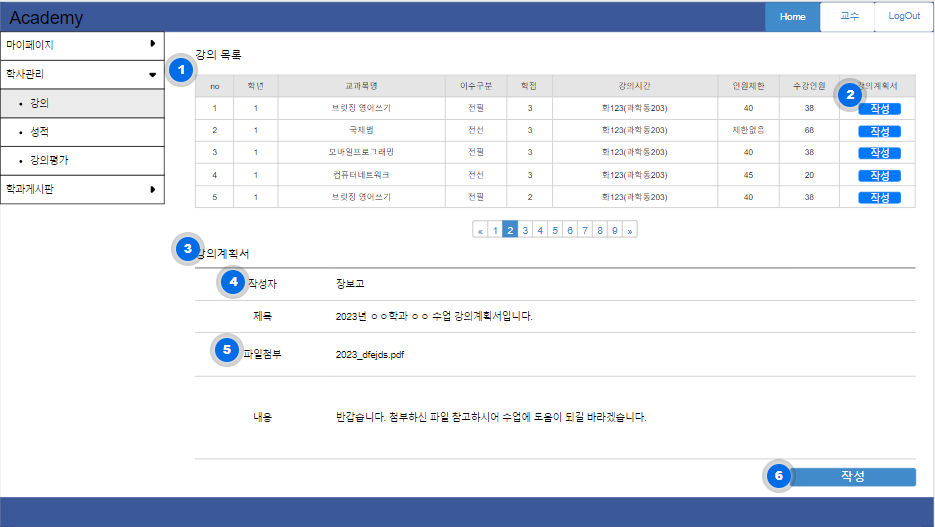 Academy
Home 교수 LogOut
마이페이지
학사관리
• 강의
• 성적
• 강의평가
학과게시판
1
강의 목록
no 학년 교과목명 이수구분 학점 강의시간 인원제한 수강인원 2 강의계획서
1 1 브릿징 영어쓰기 전필 3 화123(과학동203) 40 38 작성
2 1 국제법 전선 3 화123(과학동203) 제한없음 68 작성
3 1 모바일프로그래밍 전필 3 화123(과학동203) 40 38 작성
4 1 컴퓨터네트워크 전선 3 화123(과학동203) 45 20 작성
5 1 브릿징 영어쓰기 전필 2 화123(과학동203) 40 38 작성
« 1 2 3 4 5 6 7 8 9 »
3 강의계획서
4 작성자 장보고
제목 2023년 ㅇㅇ학과 ㅇㅇ 수업 강의계획서입니다.
5 파일첨부 2023_dfejds.pdf
내용 반갑습니다. 첨부하신 파일 참고하시어 수업에 도움이 되길 바라겠습니다.
6 작성